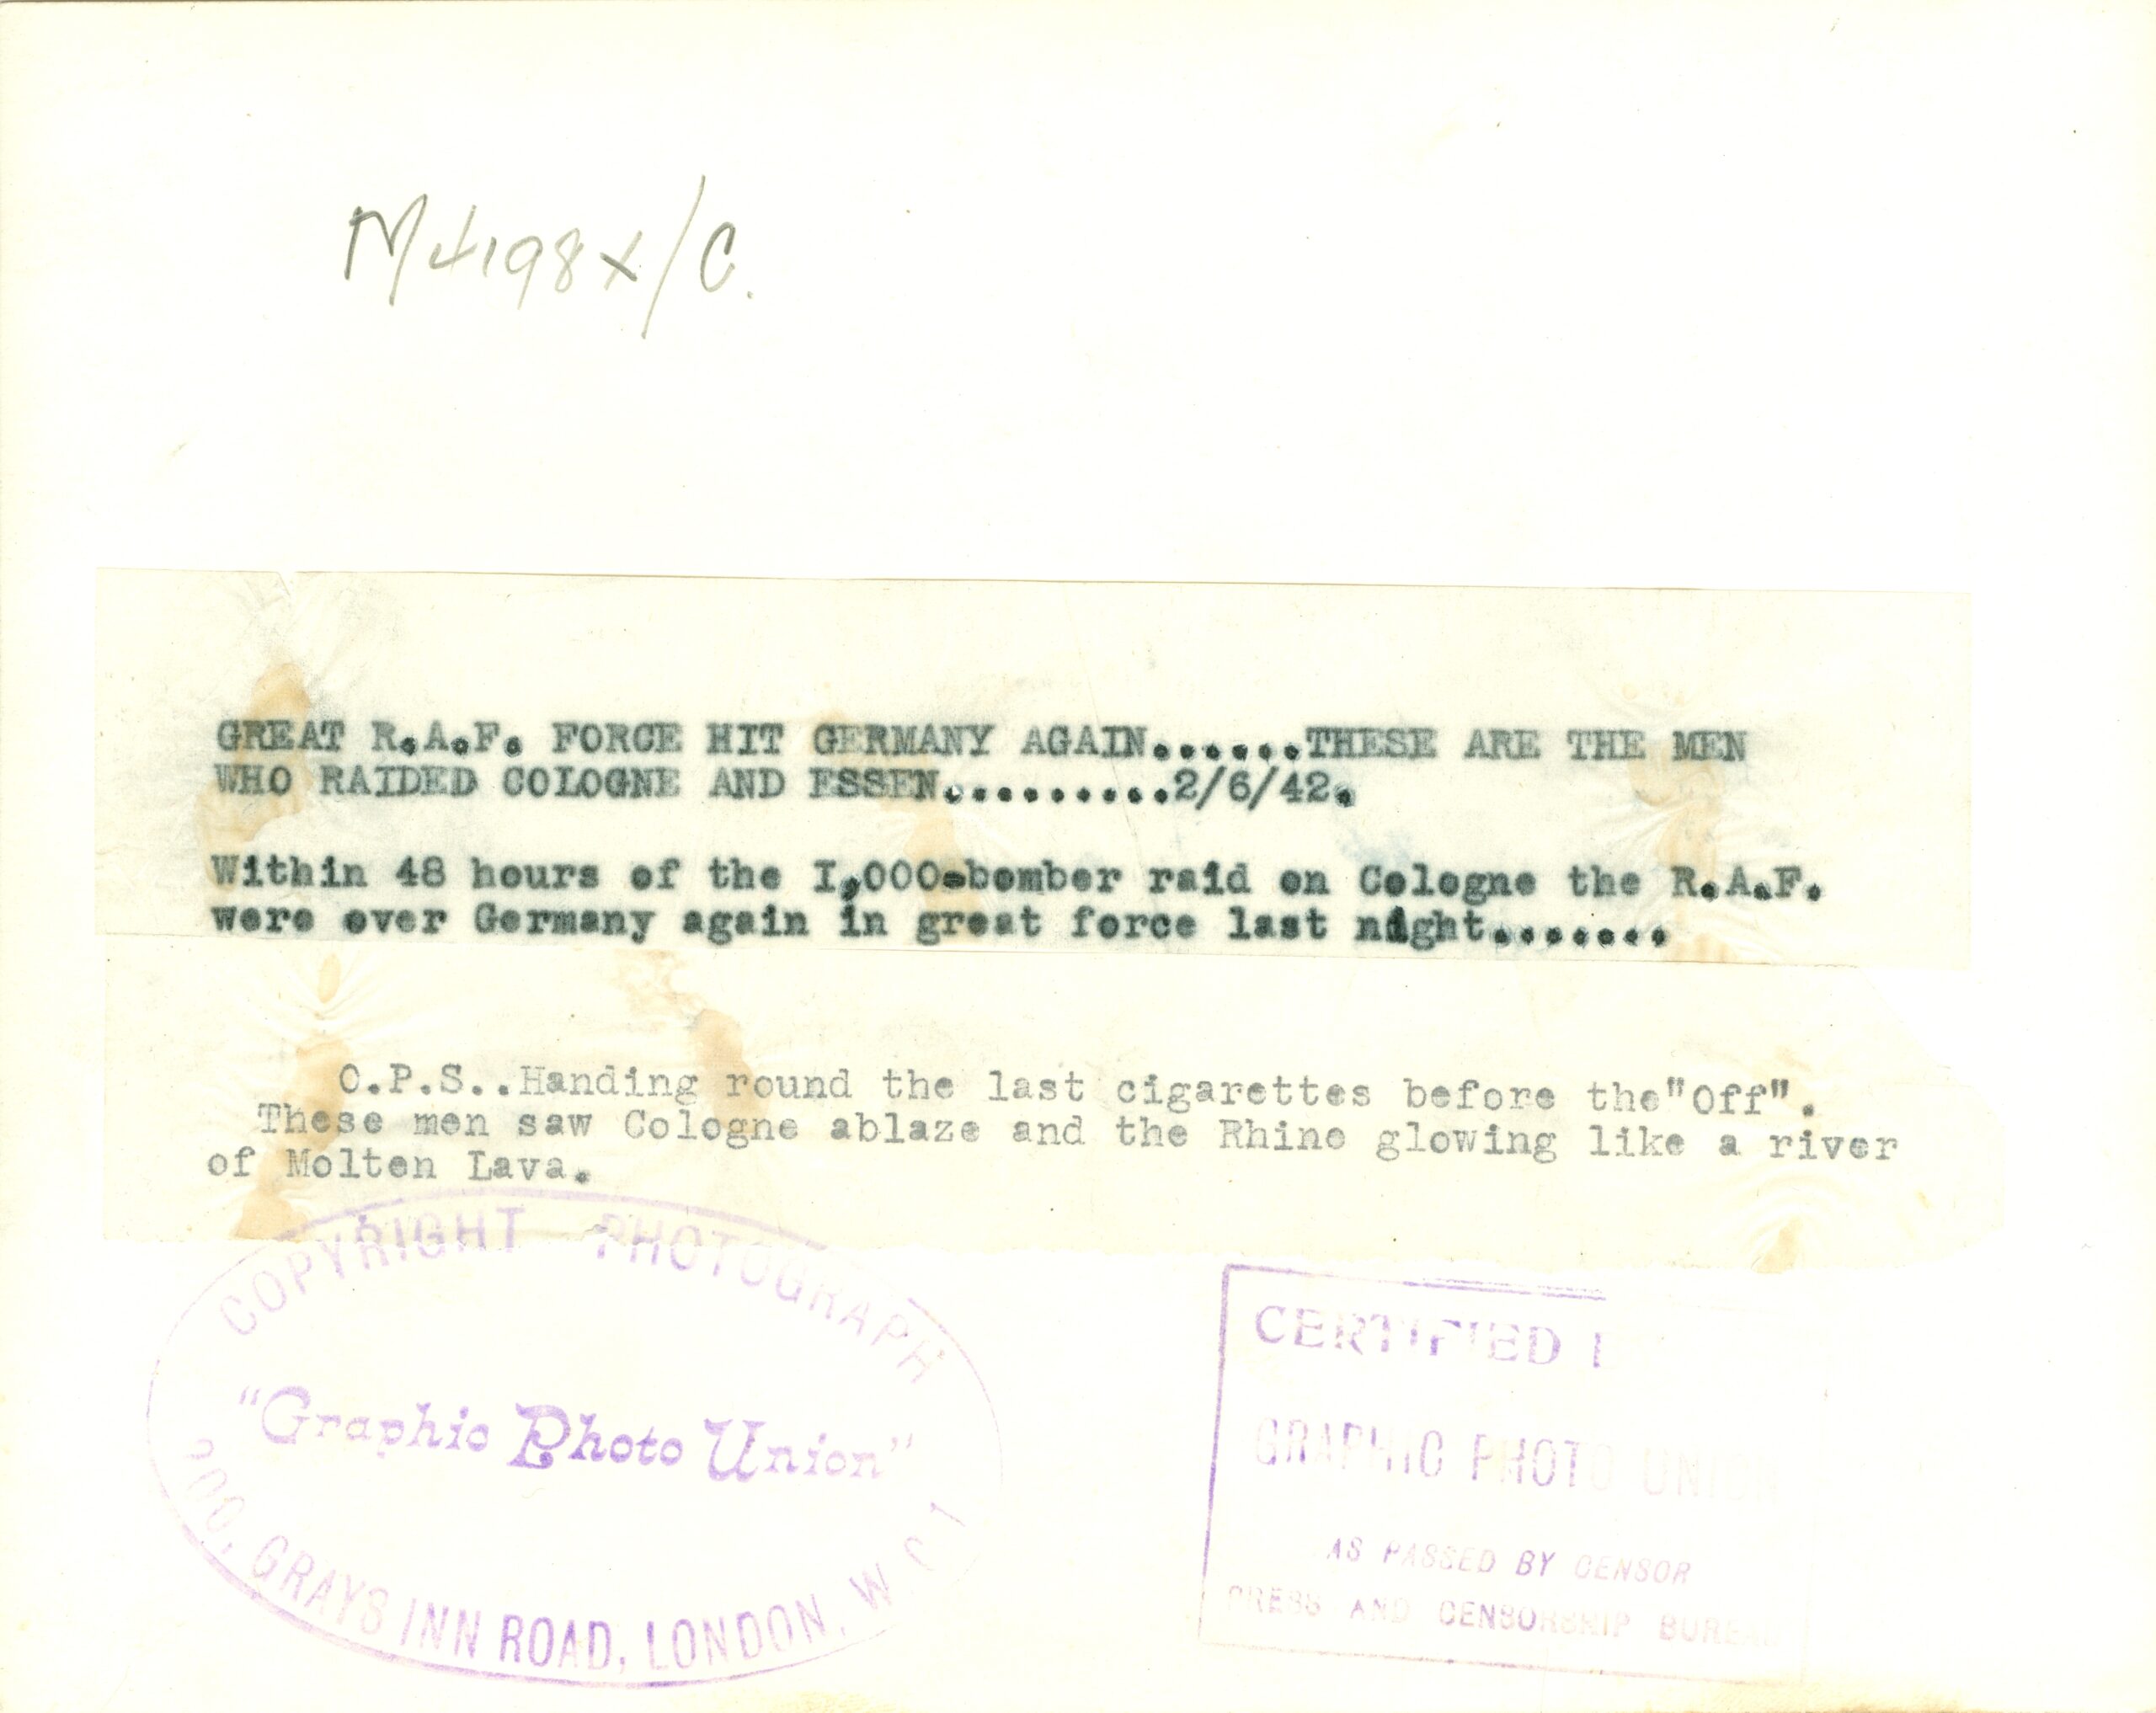 M4198X/C.
GREAT R.A.F. FORCE HIT GERMANY AGAIN......THESE ARE THE MEN
WHO RAIDED COLOGNE AND ESSEN.........2/6/42.
Within 48 hours of the I,000-bomber raid on Cologne the R.A.F.
were over Germany again in great force last night.......
O.P.S..Handing round the last cigarettes before the"Off".
These men saw Cologne ablaze and the Rhine glowing like a river
of Molten Lava.
COPYRIGHT PHOTOGRAPH
"Graphic Photo Union"
200, GRAYS INN ROAD, LONDON, W.C.1
CERTIFIED
GRAPHIC PHOTO UNION
AS PASSED BY CENSOR
PRESS AND CENSORSHIP BUREAU